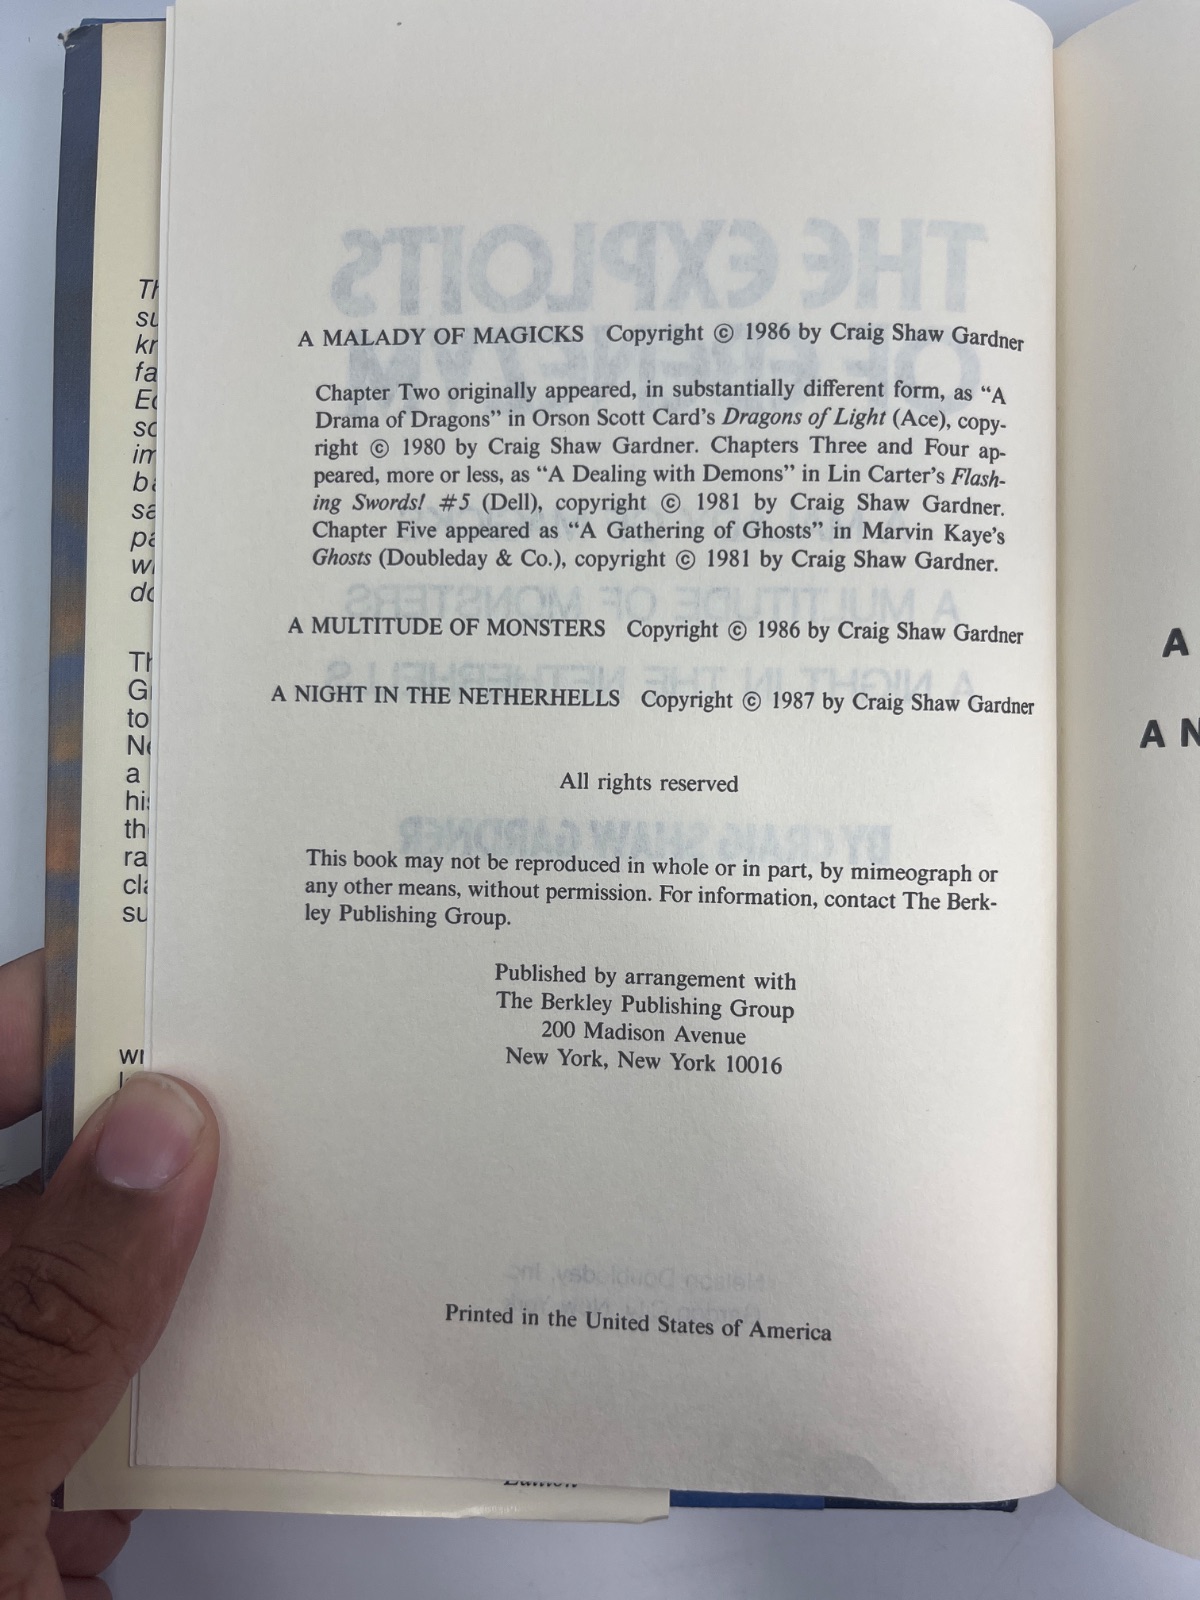 A MALADY OF MAGICKS Copyright © 1986 by Craig Shaw Gardner
Chapter Two originally appeared, in substantially different form, as “A
Drama of Dragons” in Orson Scott Card’s Dragons of Light (Ace), copy-
right © 1980 by Craig Shaw Gardner. Chapters Three and Four ap-
peared, more or less, as “A Dealing with Demons” in Lin Carter’s Flash-
ing Swords! #5 (Dell), copyright © 1981 by Craig Shaw Gardner.
Chapter Five appeared as “A Gathering of Ghosts” in Marvin Kaye’s
Ghosts (Doubleday & Co.), copyright © 1981 by Craig Shaw Gardner.
A MULTITUDE OF MONSTERS Copyright © 1986 by Craig Shaw Gardner
A NIGHT IN THE NETHERHELLS Copyright © 1987 by Craig Shaw Gardner
All rights reserved
This book may not be reproduced in whole or in part, by mimeograph or
any other means, without permission. For information, contact The Berk-
ley Publishing Group.
Published by arrangement with
The Berkley Publishing Group
200 Madison Avenue
New York, New York 10016
Printed in the United States of America
A
A N